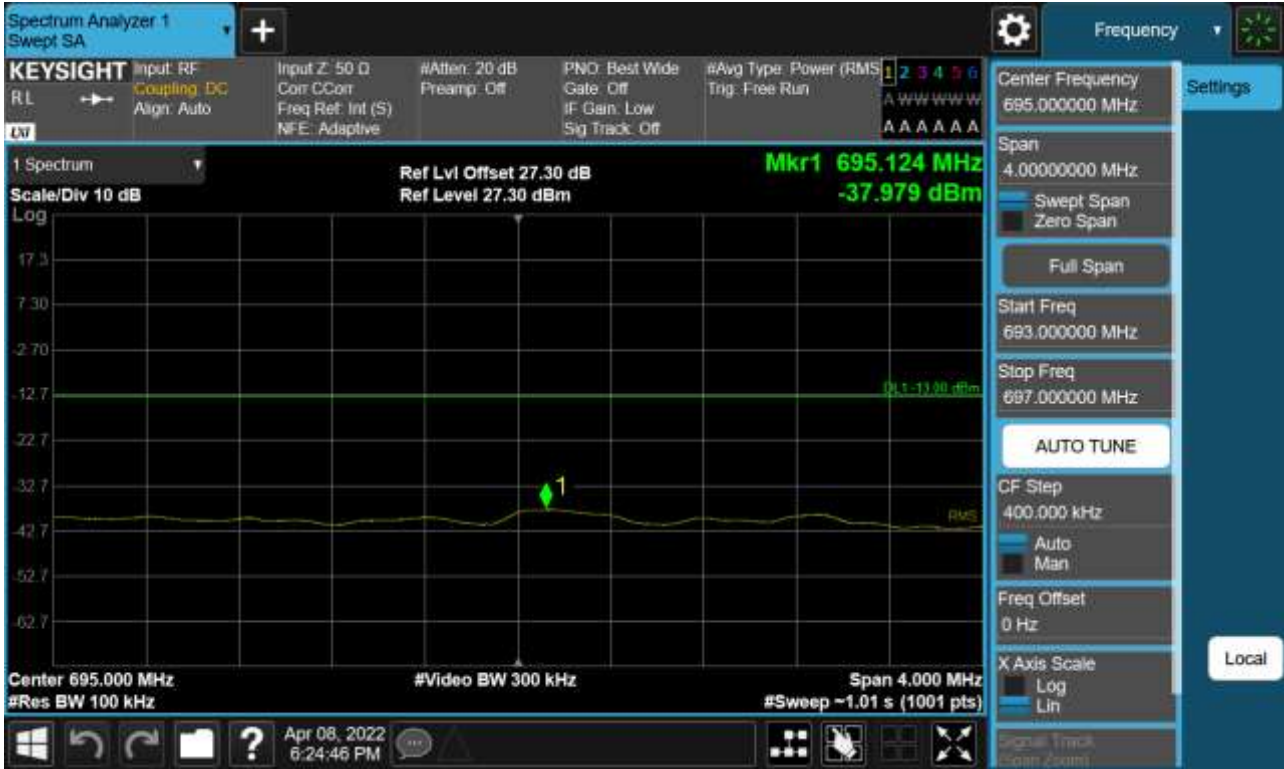 Spectrum Analyzer 1
Swept SA
Frequency
KEYSIGHT
RL
LXI
Input: RF
Coupling: DC
Align: Auto
Input Z: 50 Ω
Corr CCorr
Freq Ref: Int (S)
NFE: Adaptive
#Atten: 20 dB
Preamp: Off
PNO: Best Wide
Gate: Off
IF Gain: Low
Sig Track: Off
#Avg Type: Power (RMS
Trig: Free Run
1 2 3 4 5 6
A W W W W W
A A A A A A
1 Spectrum
Scale/Div 10 dB
Log
Ref Lvl Offset 27.30 dB
Ref Level 27.30 dBm
Mkr1 695.124 MHz
-37.979 dBm
17.3
7.30
-2.70
-12.7
DL1 -13.00 dBm
-22.7
-32.7
1
-42.7
RMS
-52.7
-62.7
Center 695.000 MHz
#Res BW 100 kHz
#Video BW 300 kHz
Span 4.000 MHz
#Sweep ~1.01 s (1001 pts)
Center Frequency
695.000000 MHz
Settings
Span
4.00000000 MHz
Swept Span
Zero Span
Full Span
Start Freq
693.000000 MHz
Stop Freq
697.000000 MHz
AUTO TUNE
CF Step
400.000 kHz
Auto
Man
Freq Offset
0 Hz
X Axis Scale
Log
Lin
Local
Signal Track
(Span Zoom)
?
Apr 08, 2022
6:24:46 PM